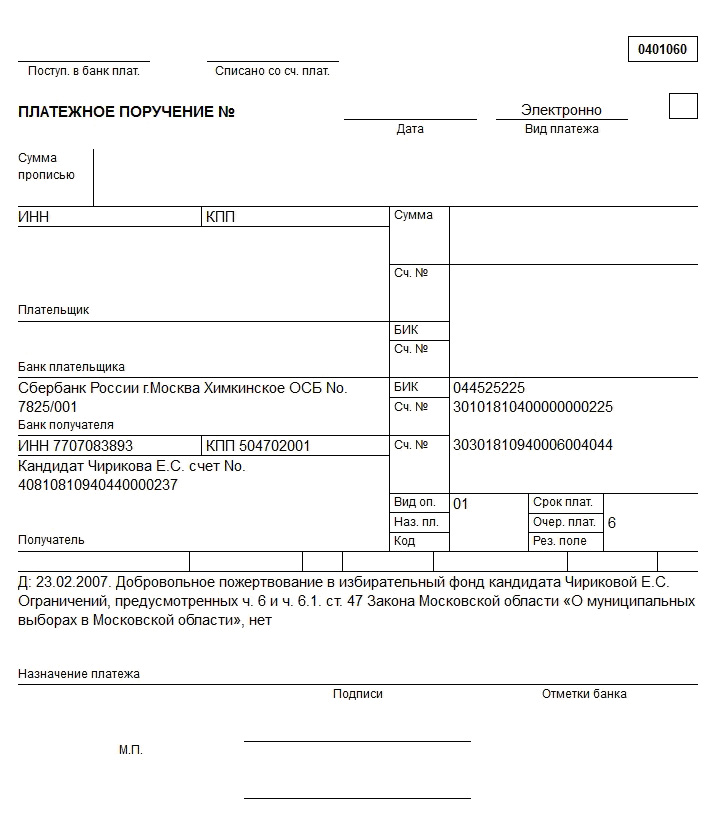 0401060
Поступ. в банк плат.
Списано со сч. плат.
ПЛАТЕЖНОЕ ПОРУЧЕНИЕ №
Электронно
Дата
Вид платежа
Сумма
прописью
ИНН
КПП
Сумма
Сч. №
Плательщик
БИК
Сч. №
Банк плательщика
Сбербанк России г.Москва Химкинское ОСБ No.
7825/001
БИК
044525225
Сч. №
30101810400000000225
Банк получателя
ИНН 7707083893
КПП 504702001
Сч. №
30301810940006004044
Кандидат Чирикова Е.С. счет No.
40810810940440000237
Вид оп.
01
Срок плат.
Наз. пл.
Очер. плат.
6
Получатель
Код
Рез. поле
Д: 23.02.2007. Добровольное пожертвование в избирательный фонд кандидата Чириковой Е.С.
Ограничений, предусмотренных ч. 6 и ч. 6.1. ст. 47 Закона Московской области «О муниципальных
выборах в Московской области», нет
Назначение платежа
Подписи
Отметки банка
М.П.